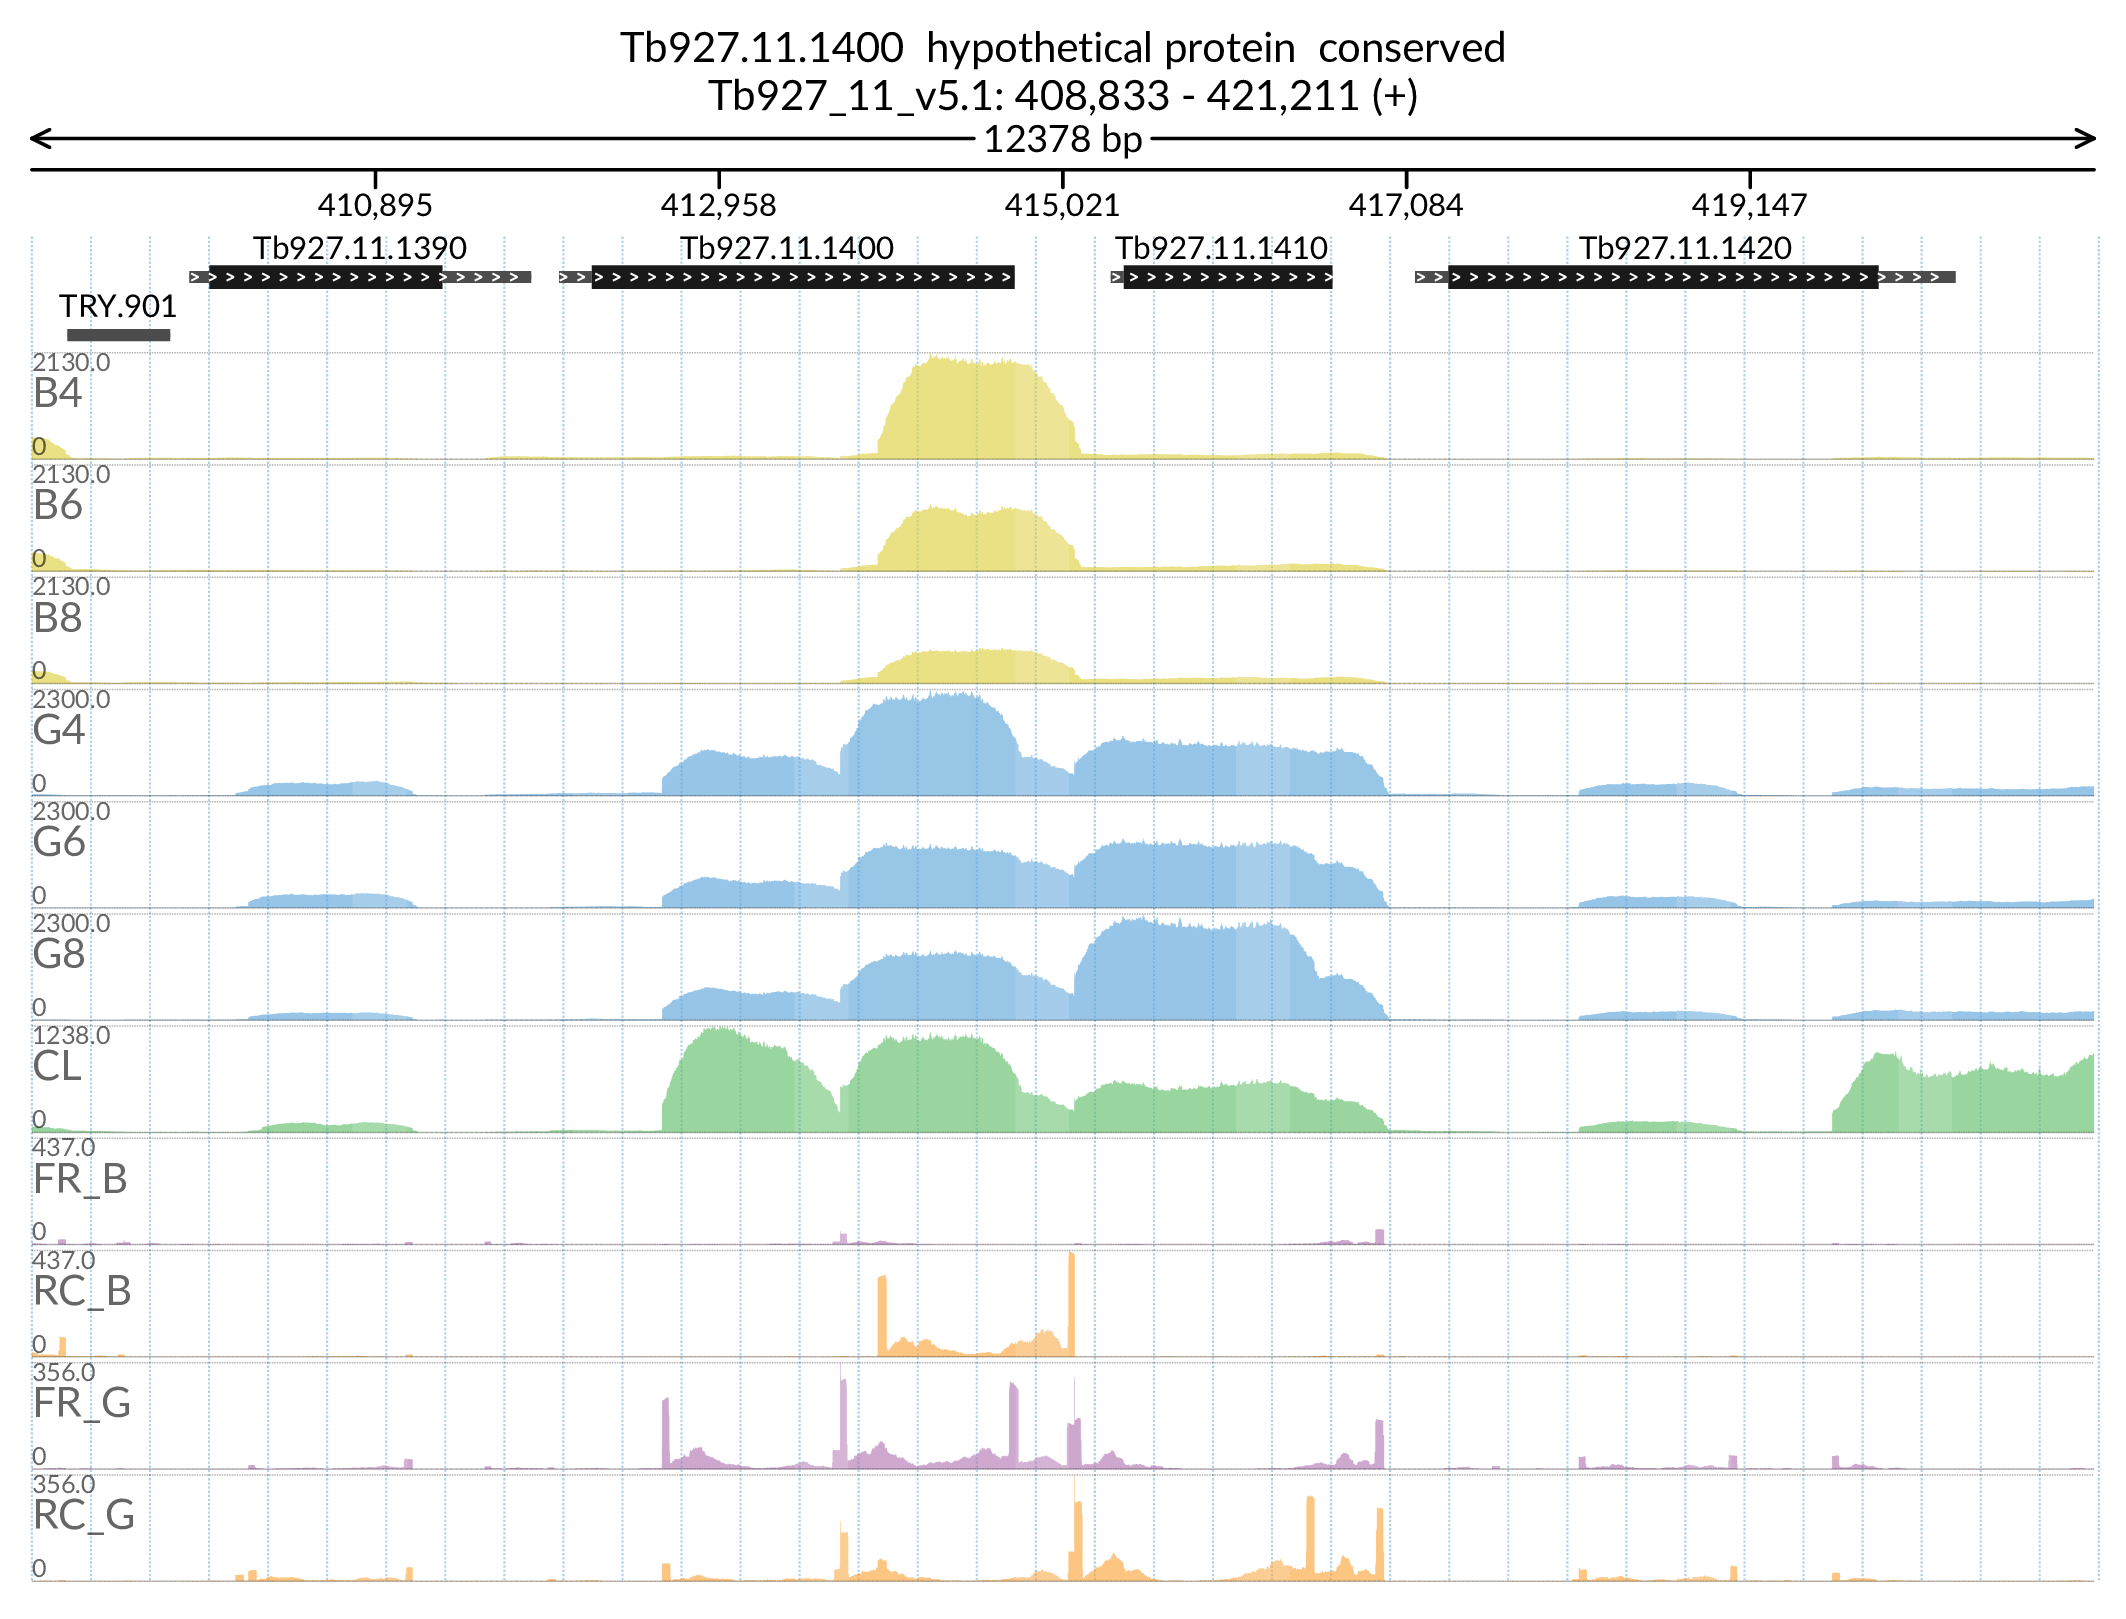 Tb927.11.1400  hypothetical protein  conserved
Tb927_11_v5.1: 408,833 - 421,211 (+)
12378 bp
410,895 412,958 415,021 417,084 419,147
Tb927.11.1390 Tb927.11.1400 Tb927.11.1410 Tb927.11.1420
TRY.901
2130.0
B4
0
2130.0
B6
0
2130.0
B8
0
2300.0
G4
0
2300.0
G6
0
2300.0
G8
0
1238.0
CL
0
437.0
FR_B
0
437.0
RC_B
0
356.0
FR_G
0
356.0
RC_G
0